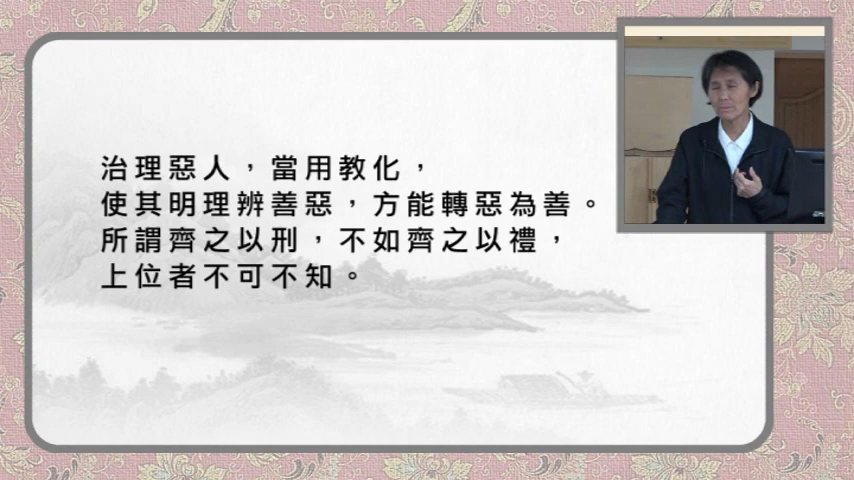 治理惡人，當用教化，
使其明理辨善惡，方能轉惡為善。
所謂齊之以刑，不如齊之以禮，
上位者不可不知。